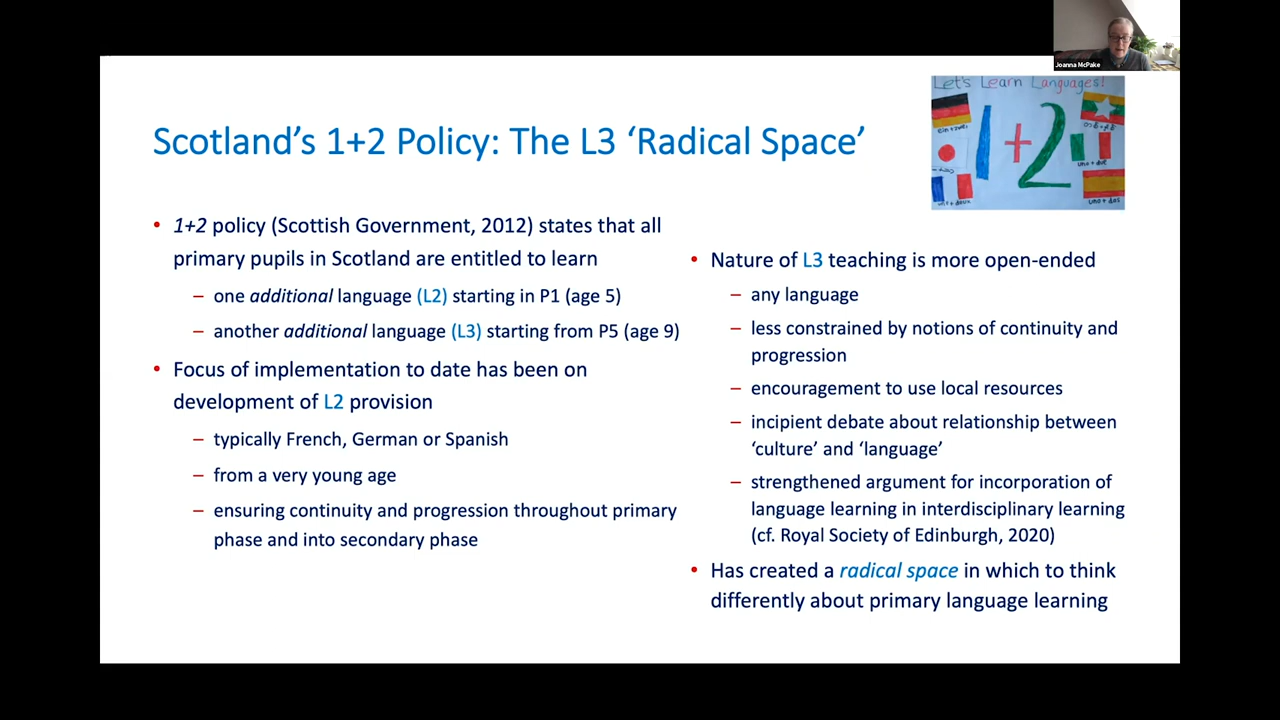 Joanna McPake
Let's Learn Languages!
1+2
ein + zwei
uno + due
uno + dos
Scotland's 1+2 Policy: The L3 'Radical Space'
• 1+2 policy (Scottish Government, 2012) states that all
primary pupils in Scotland are entitled to learn
– one additional language (L2) starting in P1 (age 5)
– another additional language (L3) starting from P5 (age 9)
• Focus of implementation to date has been on
development of L2 provision
– typically French, German or Spanish
– from a very young age
– ensuring continuity and progression throughout primary
phase and into secondary phase
• Nature of L3 teaching is more open-ended
– any language
– less constrained by notions of continuity and
progression
– encouragement to use local resources
– incipient debate about relationship between
'culture' and 'language'
– strengthened argument for incorporation of
language learning in interdisciplinary learning
(cf. Royal Society of Edinburgh, 2020)
• Has created a radical space in which to think
differently about primary language learning